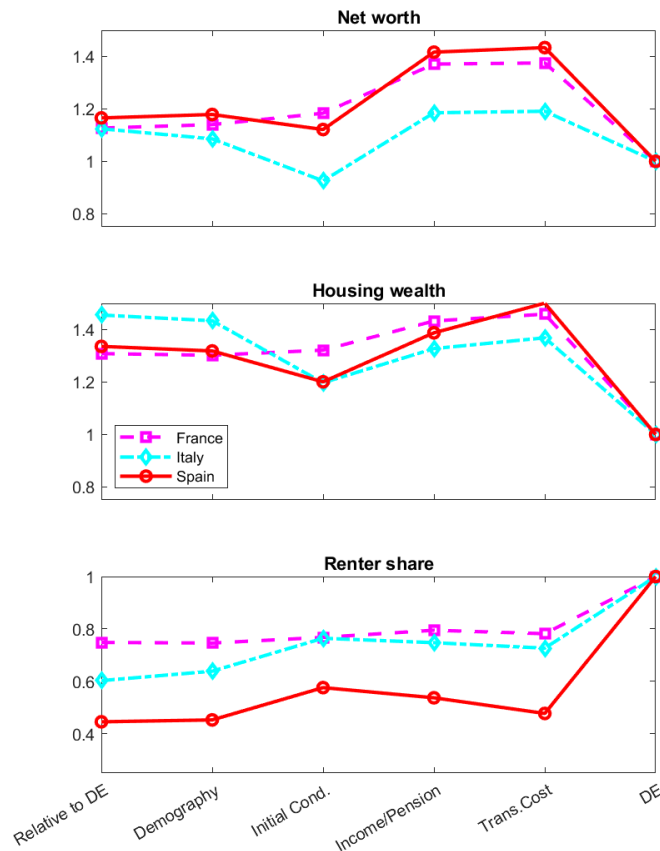 Net worth
1.4
1.2
1
0.8
Housing wealth
1.4
1.2
1
0.8
France
Italy
Spain
Renter share
1
0.8
0.6
0.4
Relative to DE
Demography
Initial Cond.
Income/Pension
Trans.Cost
DE